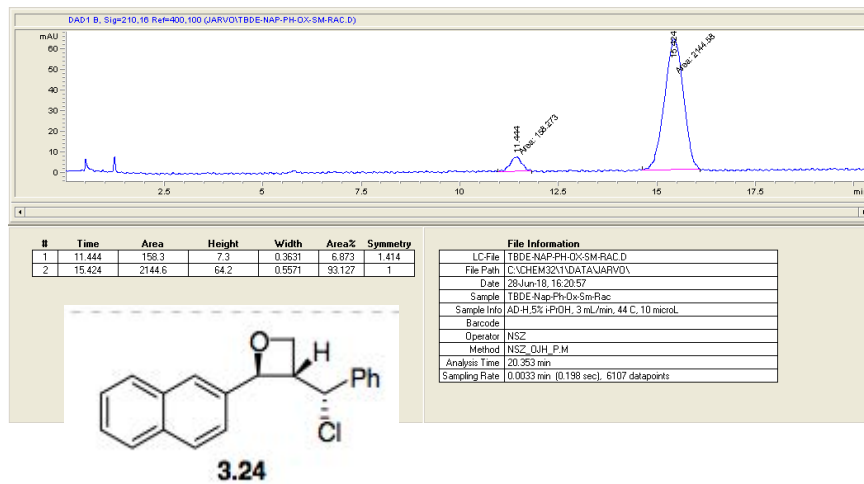 DAD1 B, Sig=210,16 Ref=400,100 (JARVO\TBDE-NAP-PH-OX-SM-RAC.D)
mAU
60
50
40
30
20
10
0
11.444
Area: 158.273
15.424
Area: 2144.58
2.5 5 7.5 10 12.5 15 17.5 mi
# Time Area Height Width Area% Symmetry
1 11.444 158.3 7.3 0.3631 6.873 1.414
2 15.424 2144.6 64.2 0.5571 93.127 1
File Information
LC-File TBDE-NAP-PH-OX-SM-RAC.D
File Path C:\CHEM32\1\DATA\JARVO\
Date 28-Jun-18, 16:20:57
Sample TBDE-Nap-Ph-Ox-Sm-Rac
Sample Info AD-H,5% i-PrOH, 3 mL/min, 44 C, 10 microL
Barcode
Operator NSZ
Method NSZ_OJH_P.M
Analysis Time 20.353 min
Sampling Rate 0.0033 min (0.198 sec), 6107 datapoints
O
H
Ph
Cl
3.24